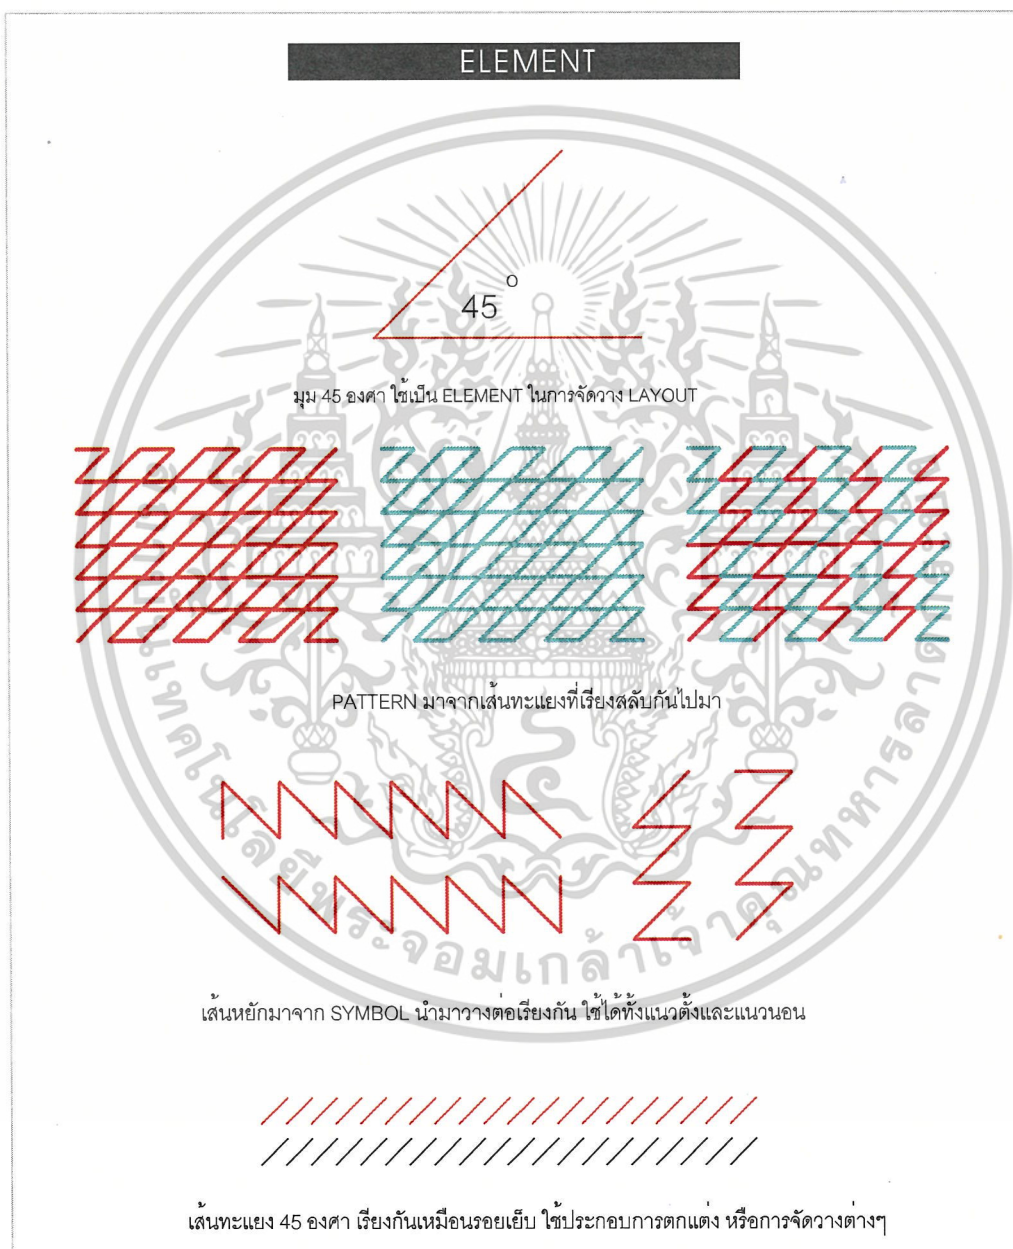 ELEMENT
45°
มุม 45 องศา ใช้เป็น ELEMENT ในการจัดวาง LAYOUT
PATTERN มาจากเส้นทะแยงที่เรียงสลับกันไปมา
เส้นหยักมาจาก SYMBOL นำมาวางต่อเรียงกัน ใช้ได้ทั้งแนวตั้งและแนวนอน
เส้นทะแยง 45 องศา เรียงกันเหมือนรอยเย็บ ใช้ประกอบการตกแต่ง หรือการจัดวางต่างๆ